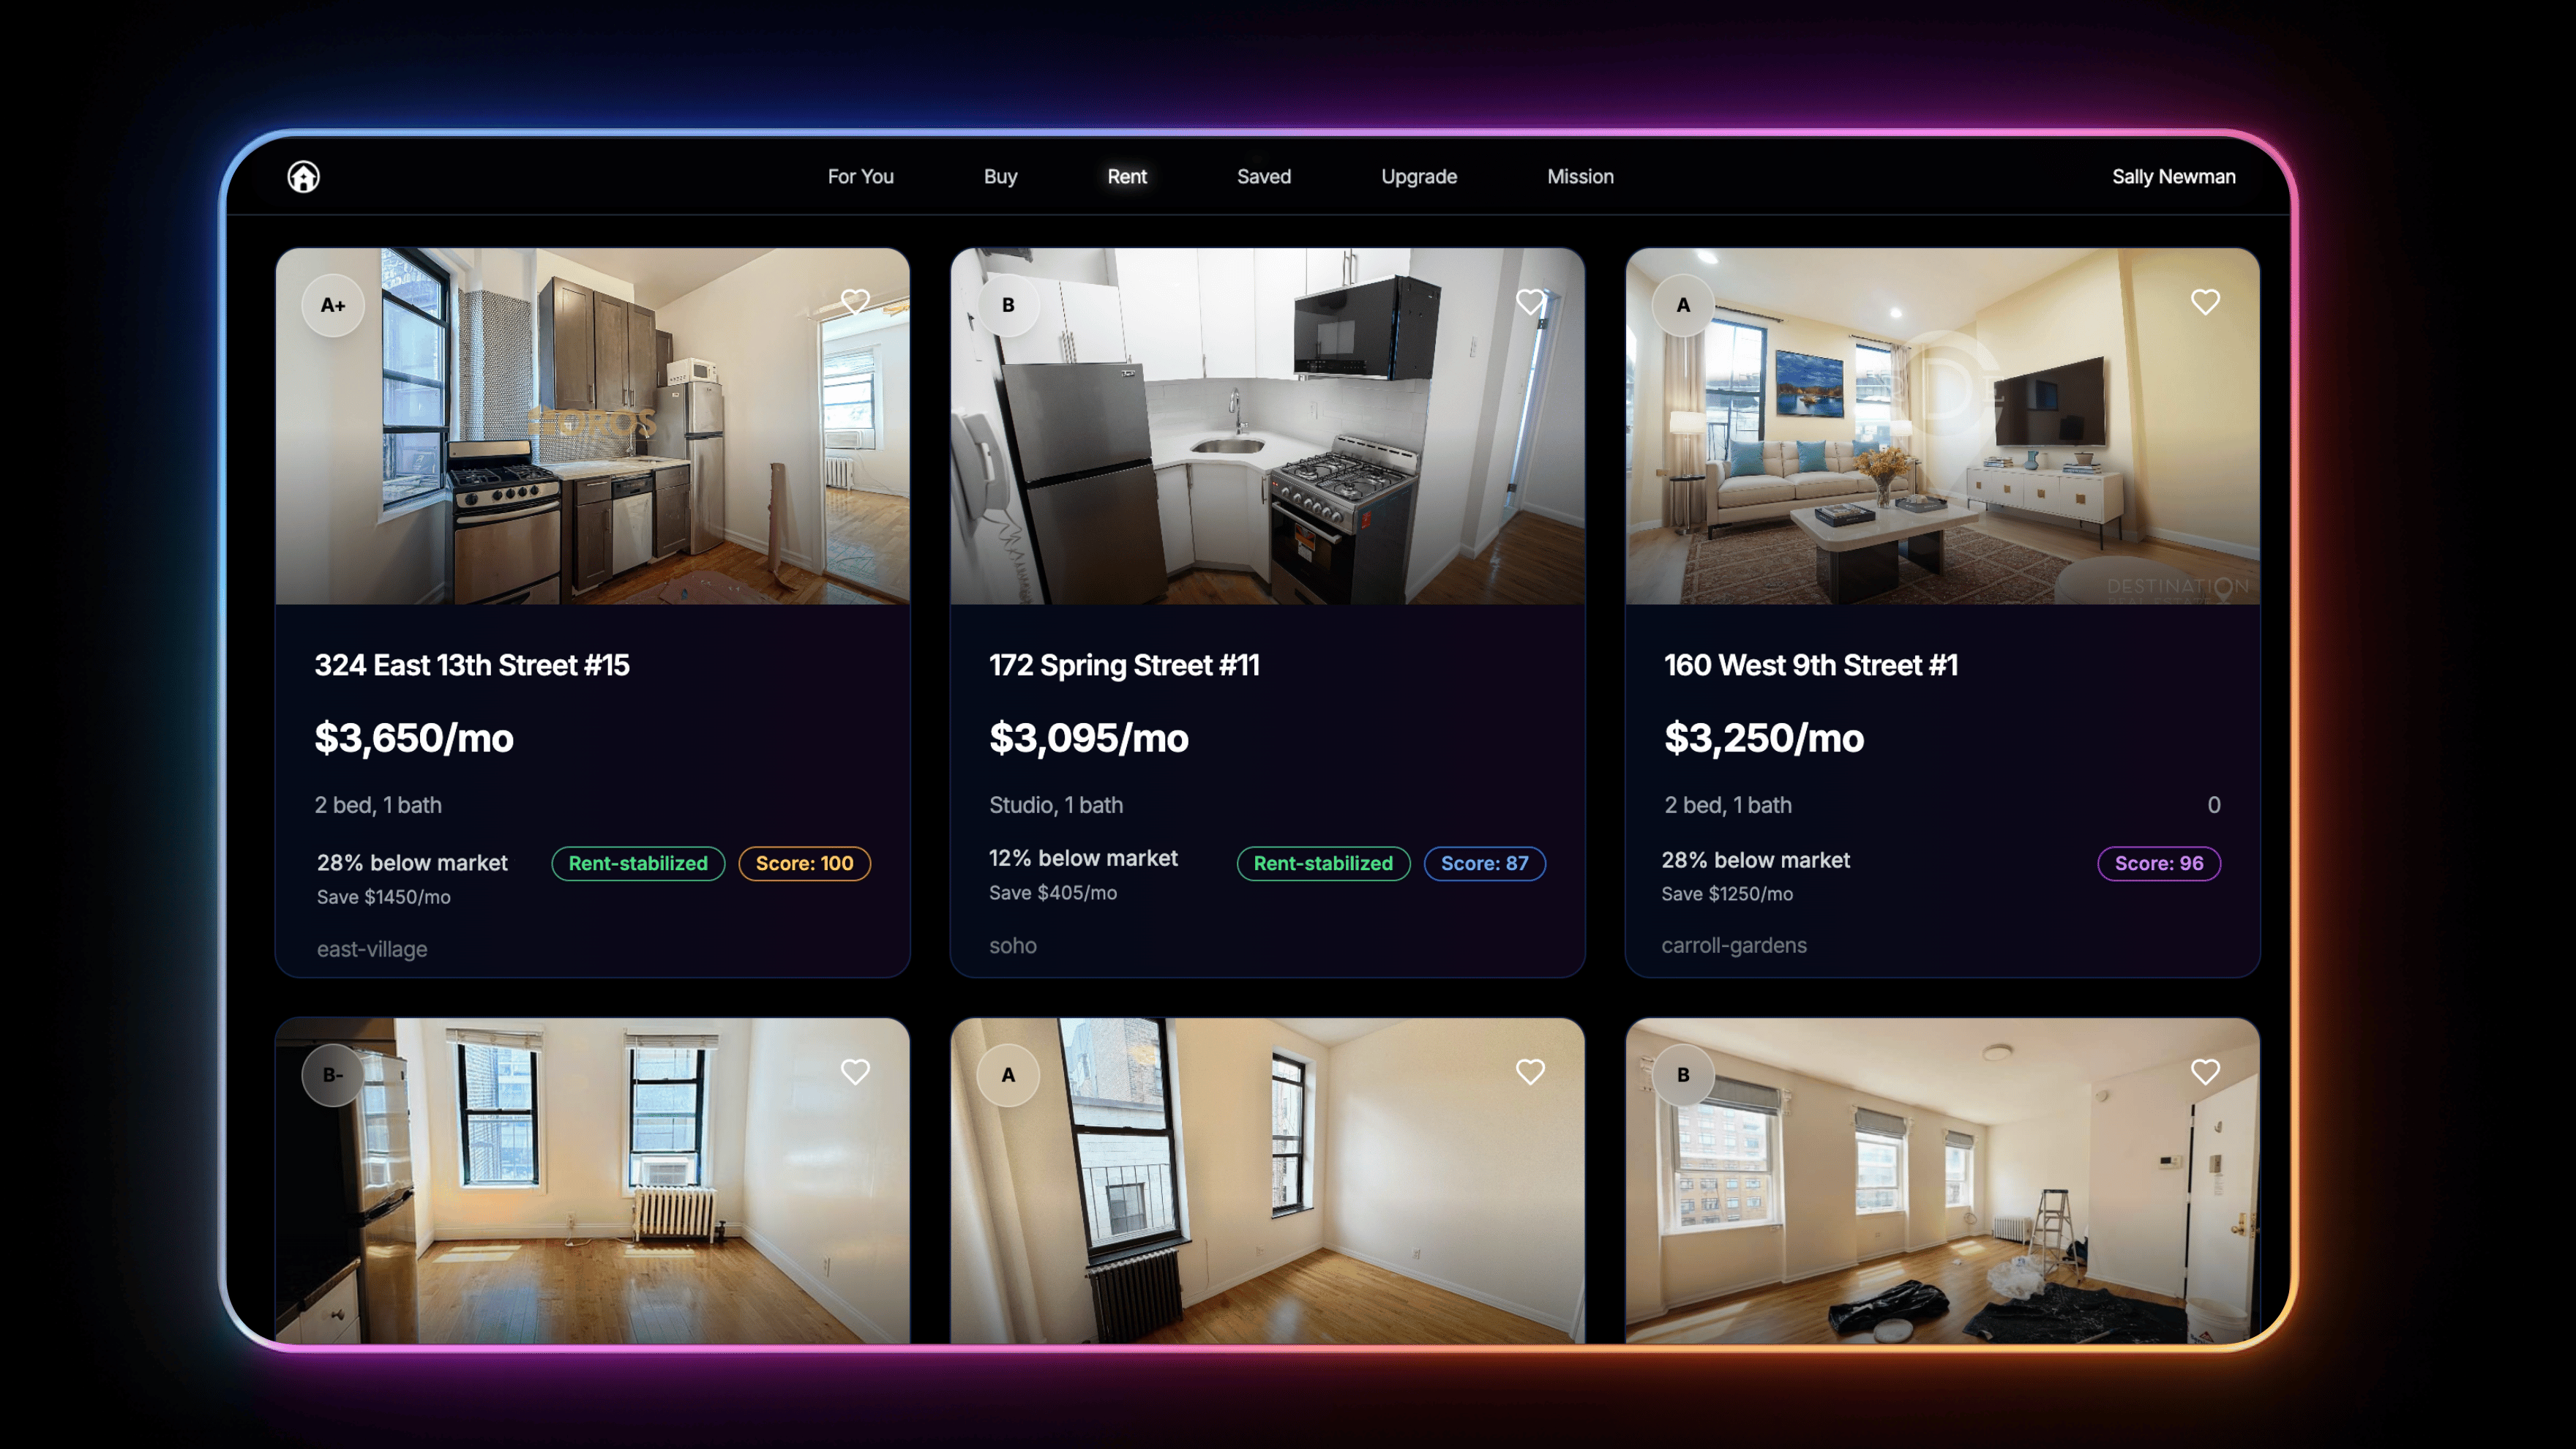 For You Buy Rent Saved Upgrade Mission Sally Newman
A+
B
A
DESTINATION
324 East 13th Street #15
$3,650/mo
2 bed, 1 bath
28% below market
Save $1450/mo
Rent-stabilized
Score: 100
east-village
172 Spring Street #11
$3,095/mo
Studio, 1 bath
12% below market
Save $405/mo
Rent-stabilized
Score: 87
soho
160 West 9th Street #1
$3,250/mo
2 bed, 1 bath
0
28% below market
Save $1250/mo
Score: 96
carroll-gardens
B-
A
B